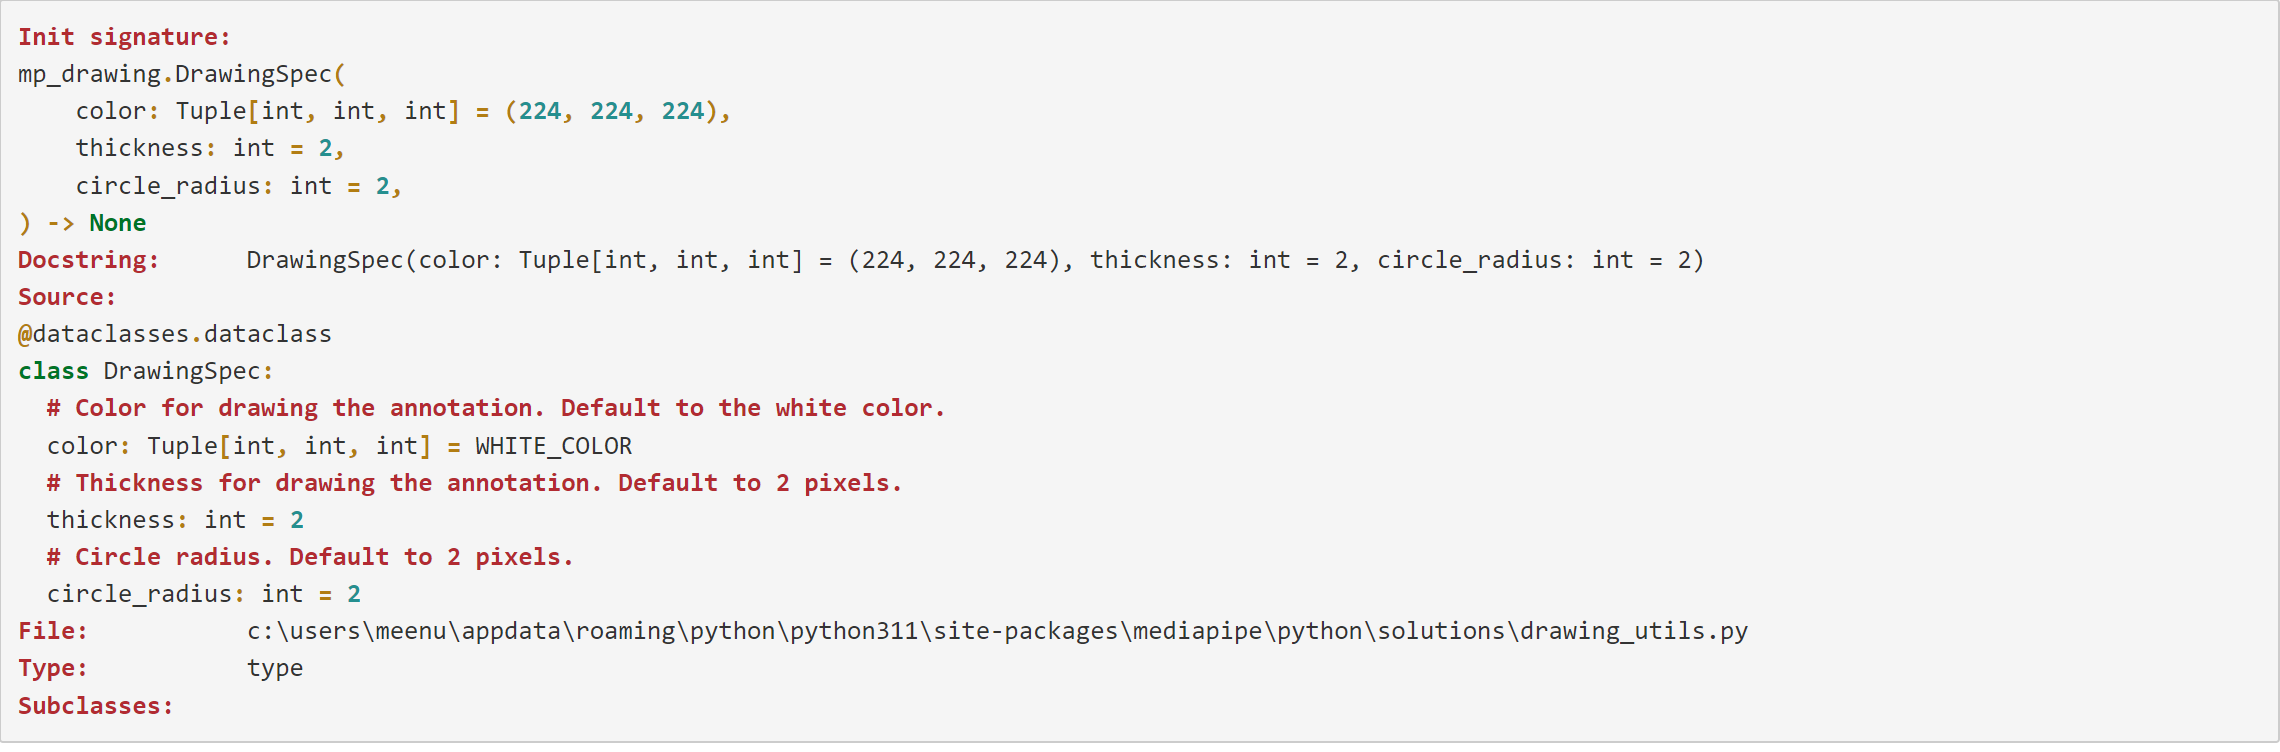 Init signature:
mp_drawing.DrawingSpec(
    color: Tuple[int, int, int] = (224, 224, 224),
    thickness: int = 2,
    circle_radius: int = 2,
) -> None
Docstring:      DrawingSpec(color: Tuple[int, int, int] = (224, 224, 224), thickness: int = 2, circle_radius: int = 2)
Source:
@dataclasses.dataclass
class DrawingSpec:
  # Color for drawing the annotation. Default to the white color.
  color: Tuple[int, int, int] = WHITE_COLOR
  # Thickness for drawing the annotation. Default to 2 pixels.
  thickness: int = 2
  # Circle radius. Default to 2 pixels.
  circle_radius: int = 2
File:           c:\users\meenu\appdata\roaming\python\python311\site-packages\mediapipe\python\solutions\drawing_utils.py
Type:           type
Subclasses: